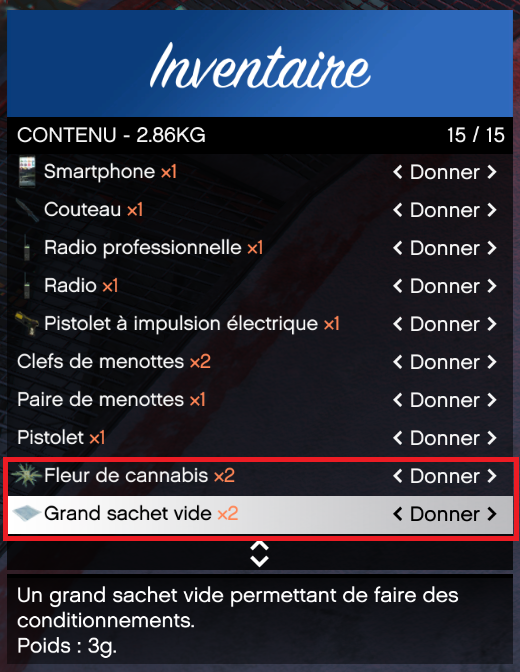 Inventaire
CONTENU - 2.86KG 15 / 15
Smartphone x1 < Donner >
Couteau x1 < Donner >
Radio professionnelle x1 < Donner >
Radio x1 < Donner >
Pistolet à impulsion électrique x1 < Donner >
Clefs de menottes x2 < Donner >
Paire de menottes x1 < Donner >
Pistolet x1 < Donner >
Fleur de cannabis x2 < Donner >
Grand sachet vide x2 < Donner >
Un grand sachet vide permettant de faire des
conditionnements.
Poids : 3g.